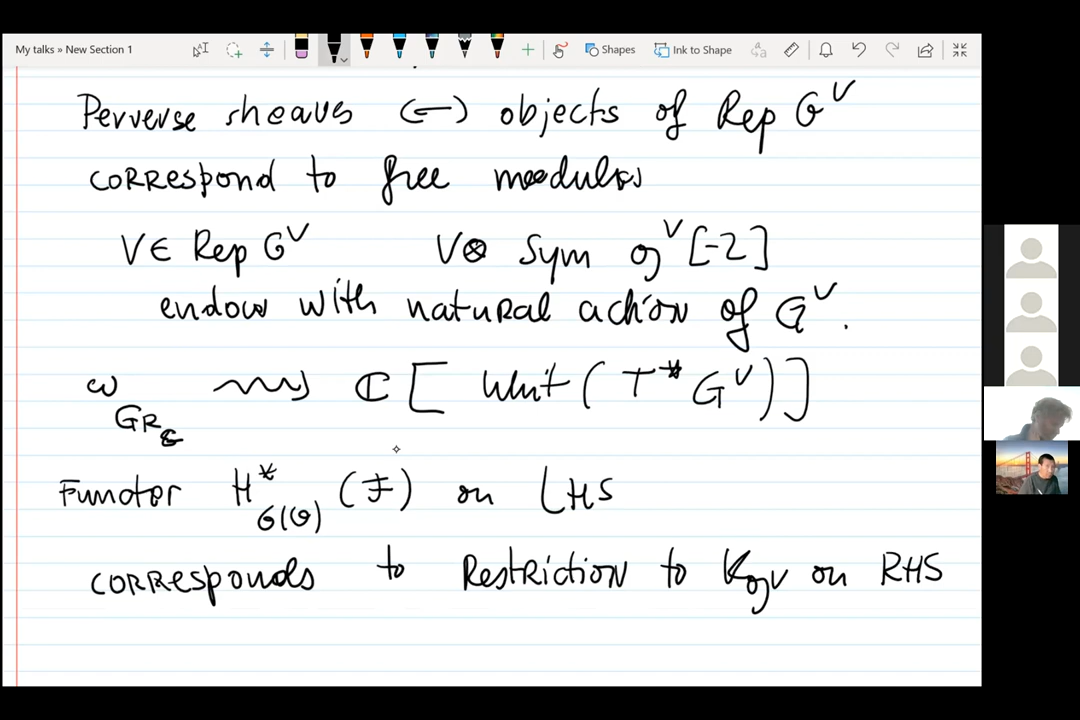 My talks » New Section 1
Shapes
Ink to Shape
Perverse sheaves ⟷ objects of Rep G^∨
correspond to free modules
V ∈ Rep G^∨ V ⊗ Sym 𝔤^∨[-2]
endow with natural action of G^∨.
ω_{Gr_G} ⇝ ℂ[Whit(T^* G^∨)]
Functor H^*_{G(O)}(F) on LHS
corresponds to restriction to K_{𝔤^∨} on RHS